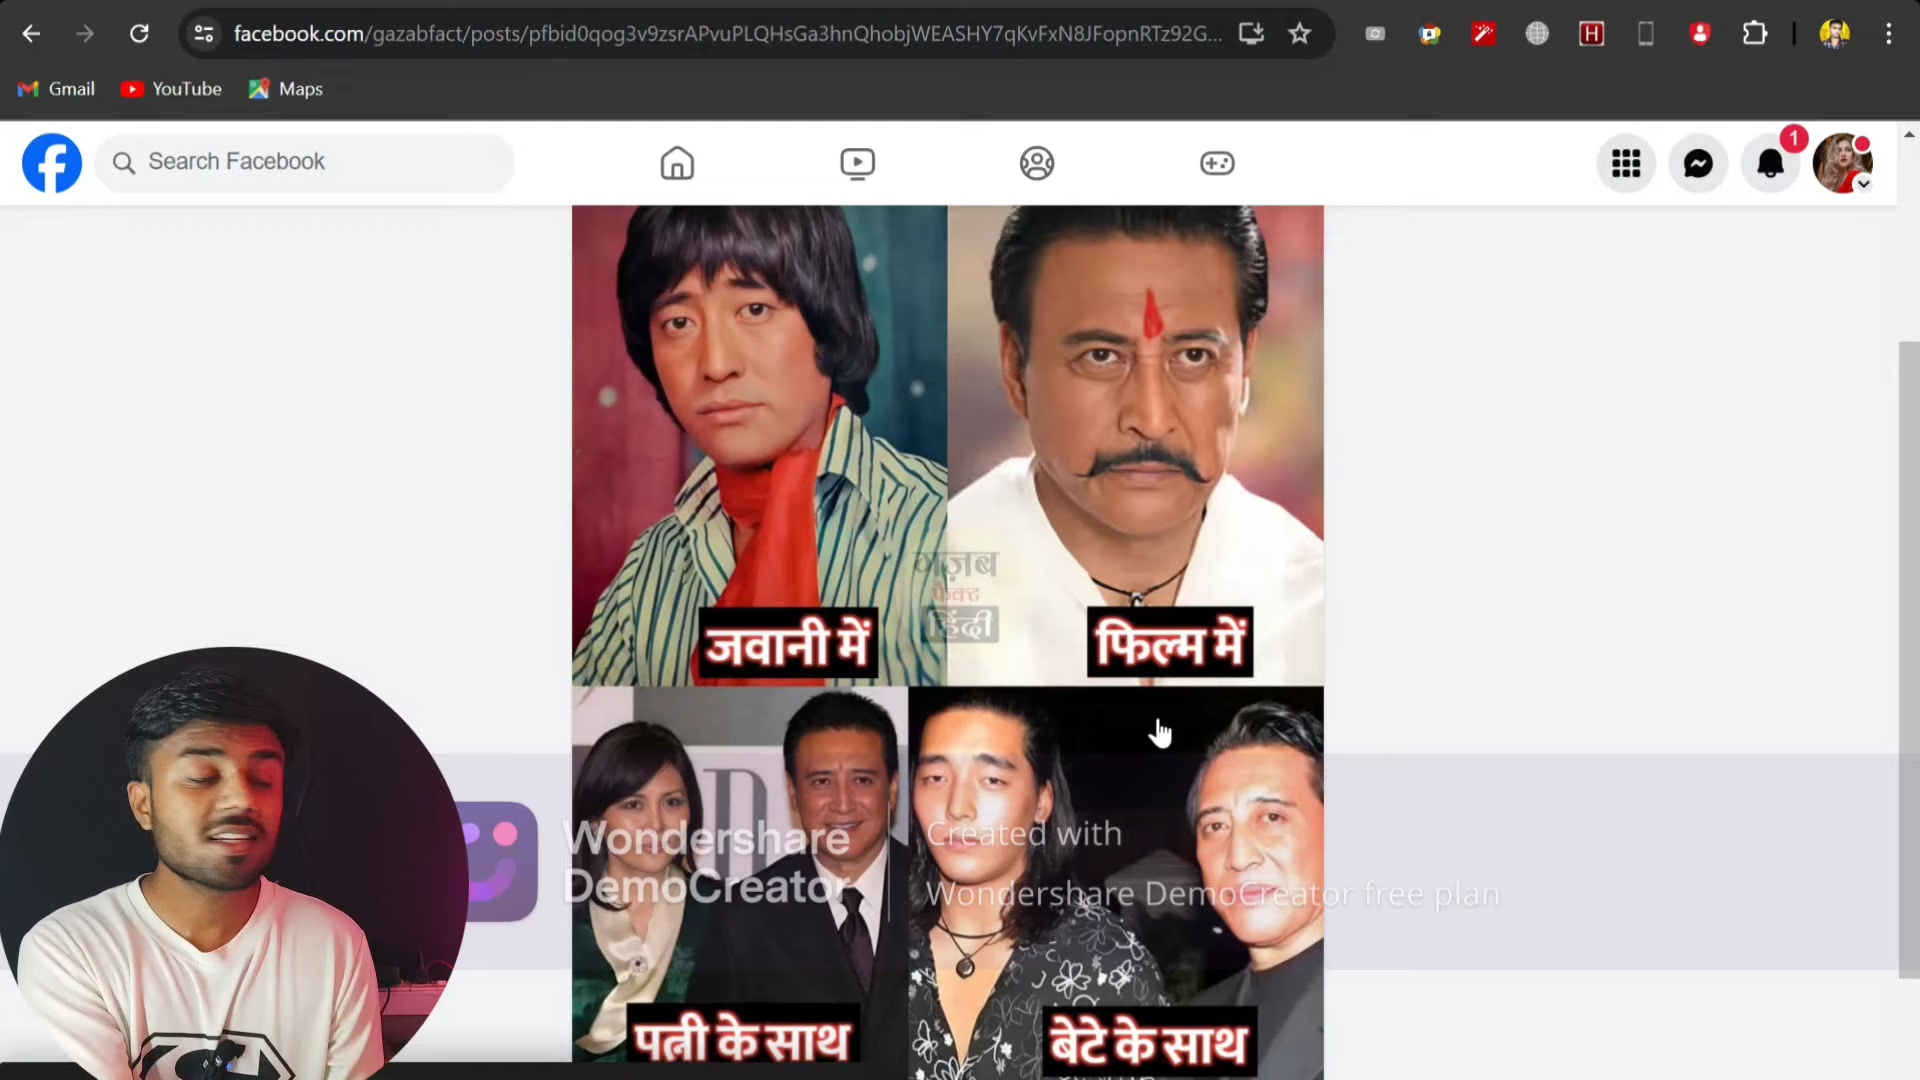 facebook.com/gazabfact/posts/pfbid0qog3v9zsrAPvuPLQHsGa3hnQhobjWEASHY7qKvFxN8JFopnRTz92G...
Gmail
YouTube
Maps
Search Facebook
1
जवानी में
फिल्म में
गज़ब
फैक्ट
हिंदी
Wondershare
DemoCreator
Created with
Wondershare DemoCreator free plan
पत्नी के साथ
बेटे के साथ